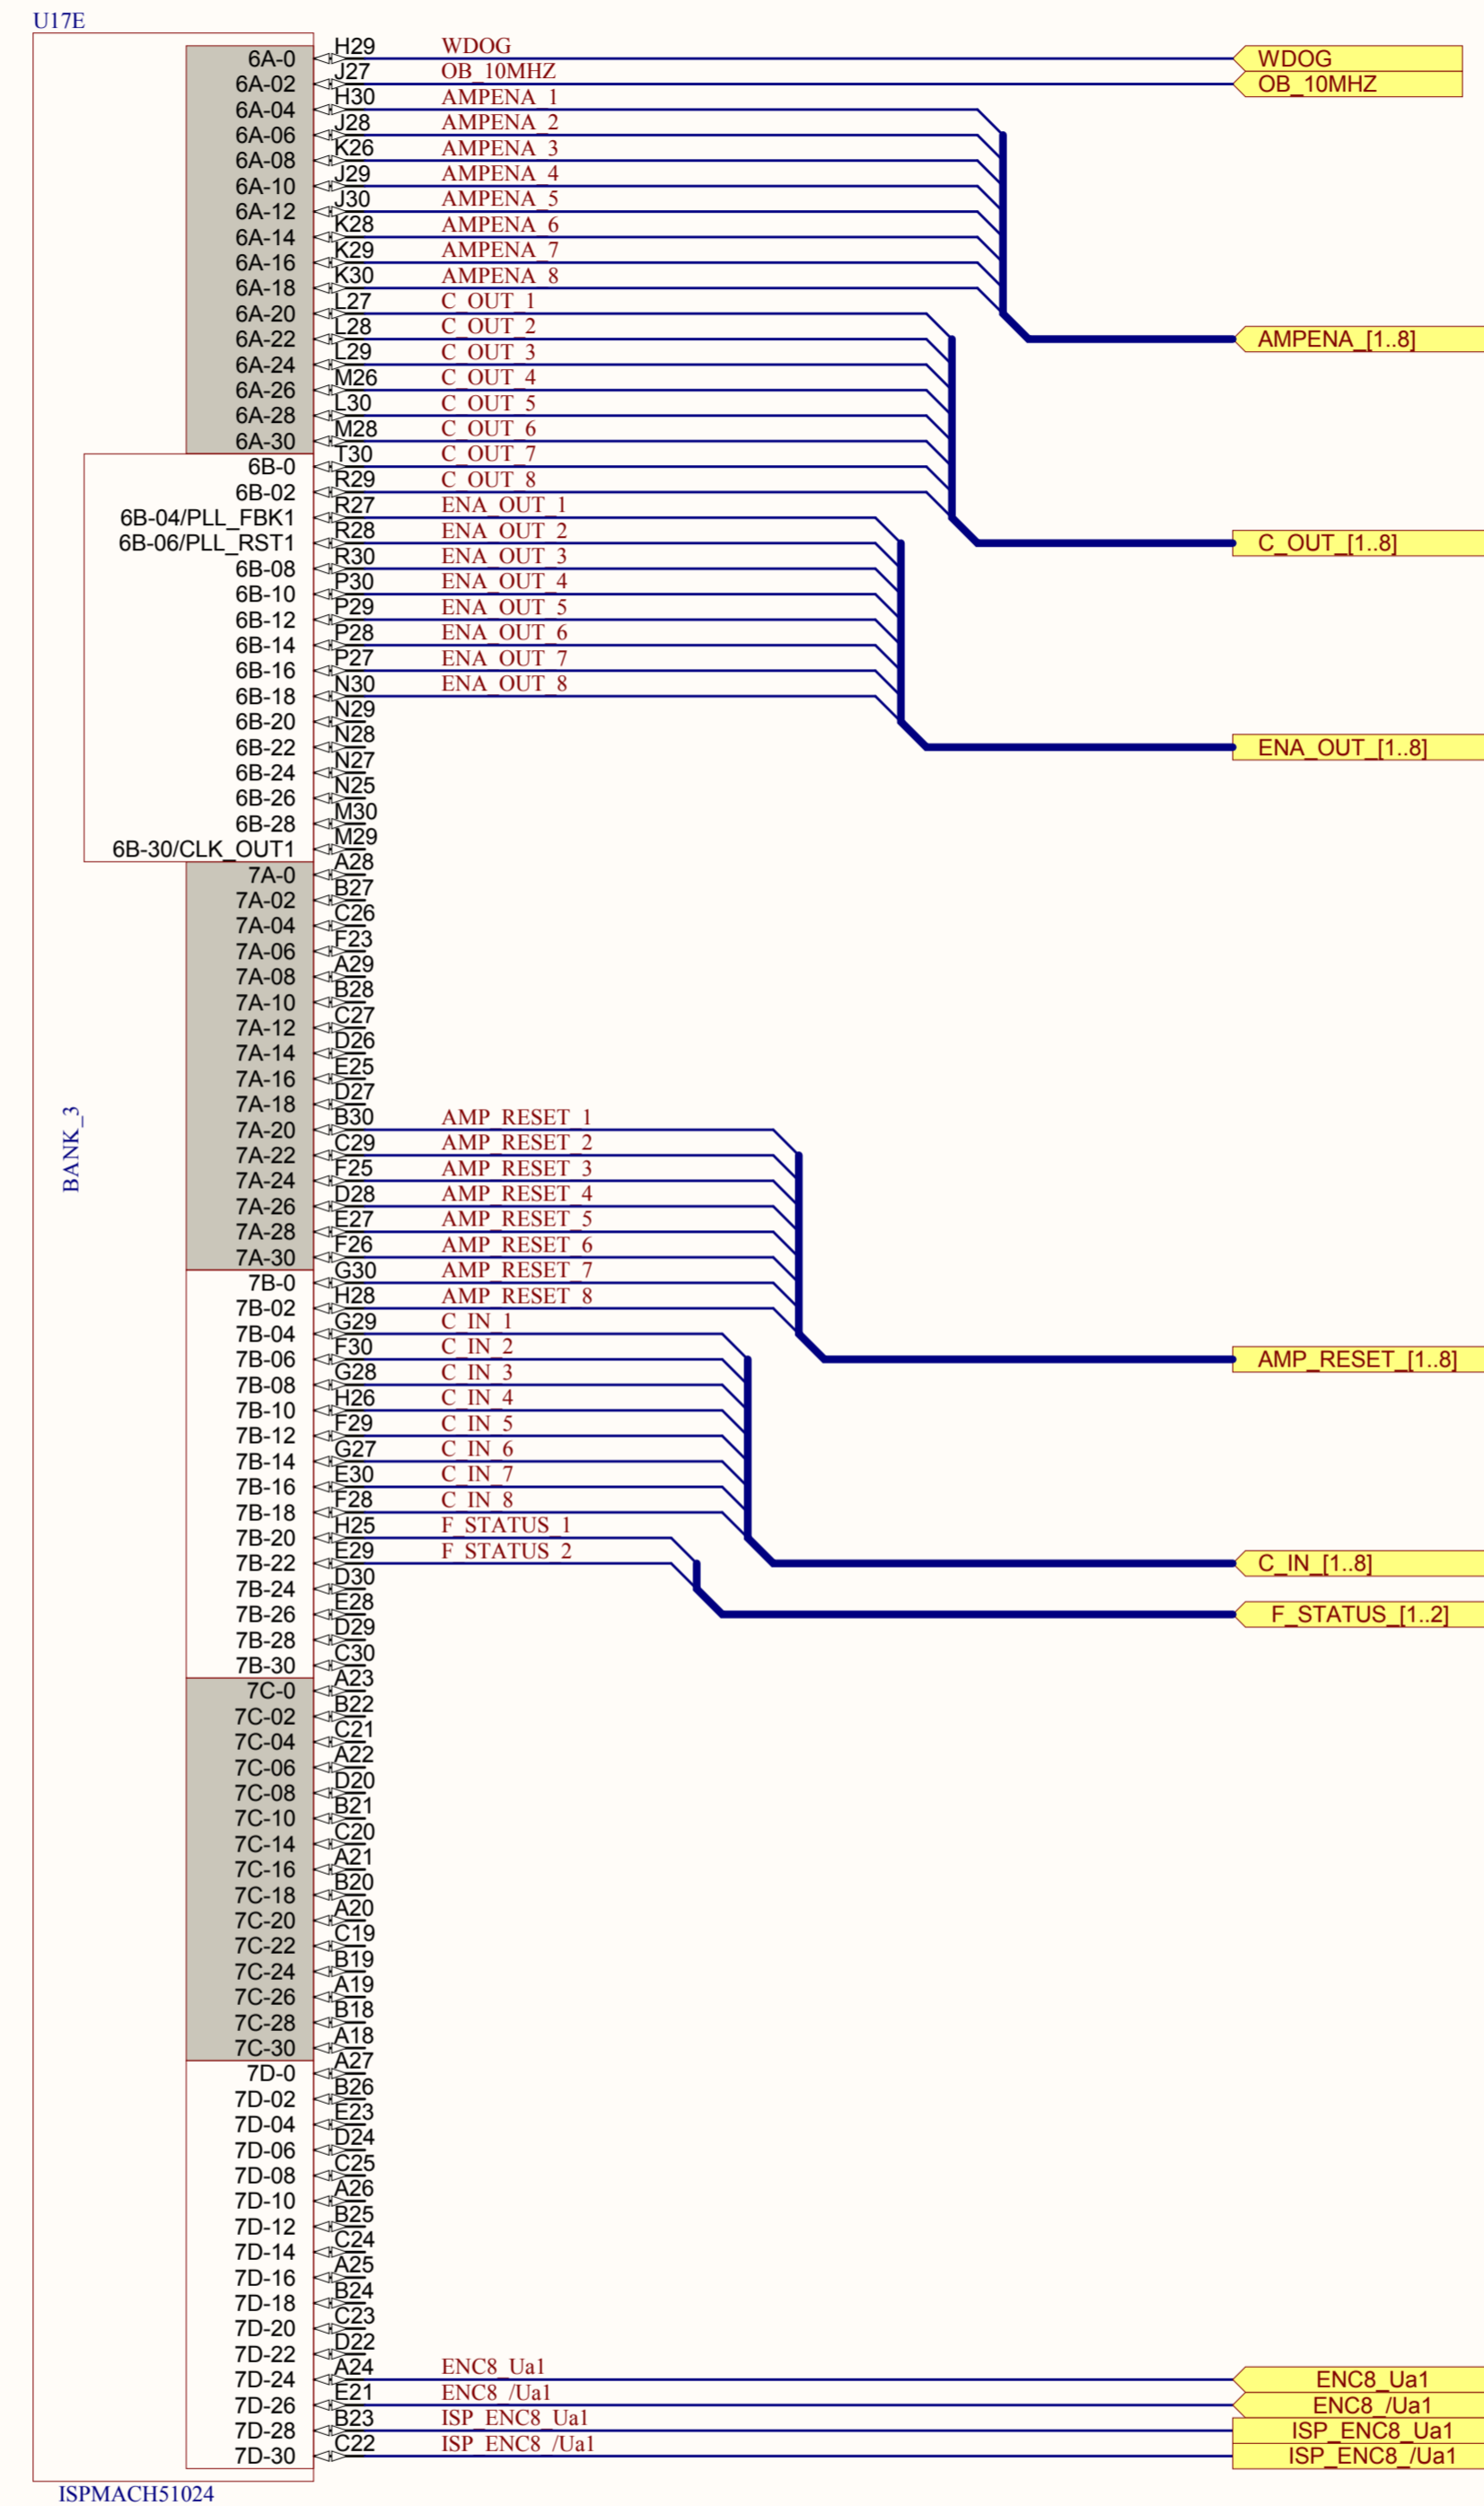 U17E
6A-0 H29 WDOG WDOG
6A-02 J27 OB_10MHZ OB_10MHZ
6A-04 H30 AMPENA_1
6A-06 J28 AMPENA_2
6A-08 K26 AMPENA_3
6A-10 J29 AMPENA_4
6A-12 J30 AMPENA_5
6A-14 K28 AMPENA_6
6A-16 K29 AMPENA_7
6A-18 K30 AMPENA_8
6A-20 L27 C_OUT_1
6A-22 L28 C_OUT_2 AMPENA_[1..8]
6A-24 L29 C_OUT_3
6A-26 M26 C_OUT_4
6A-28 L30 C_OUT_5
6A-30 M28 C_OUT_6
6B-0 T30 C_OUT_7
6B-02 R29 C_OUT_8
6B-04/PLL_FBK1 R27 ENA_OUT_1
6B-06/PLL_RST1 R28 ENA_OUT_2 C_OUT_[1..8]
6B-08 R30 ENA_OUT_3
6B-10 P30 ENA_OUT_4
6B-12 P29 ENA_OUT_5
6B-14 P28 ENA_OUT_6
6B-16 P27 ENA_OUT_7
6B-18 N30 ENA_OUT_8
6B-20 N29
6B-22 N28 ENA_OUT_[1..8]
6B-24 N27
6B-26 N25
6B-28 M30
6B-30/CLK_OUT1 M29
7A-0 A28
7A-02 B27
7A-04 C26
7A-06 F23
7A-08 A29
7A-10 B28
7A-12 C27
7A-14 D26
7A-16 E25
7A-18 D27
BANK_3
7A-20 B30 AMP_RESET_1
7A-22 C29 AMP_RESET_2
7A-24 F25 AMP_RESET_3
7A-26 D28 AMP_RESET_4
7A-28 E27 AMP_RESET_5
7A-30 F26 AMP_RESET_6
7B-0 G30 AMP_RESET_7
7B-02 H28 AMP_RESET_8
7B-04 G29 C_IN_1
7B-06 F30 C_IN_2 AMP_RESET_[1..8]
7B-08 G28 C_IN_3
7B-10 H26 C_IN_4
7B-12 F29 C_IN_5
7B-14 G27 C_IN_6
7B-16 E30 C_IN_7
7B-18 F28 C_IN_8
7B-20 H25 F_STATUS_1
7B-22 E29 F_STATUS_2 C_IN_[1..8]
7B-24 D30
7B-26 E28 F_STATUS_[1..2]
7B-28 D29
7B-30 C30
7C-0 A23
7C-02 B22
7C-04 C21
7C-06 A22
7C-08 D20
7C-10 B21
7C-14 C20
7C-16 A21
7C-18 B20
7C-20 A20
7C-22 C19
7C-24 B19
7C-26 A19
7C-28 B18
7C-30 A18
7D-0 A27
7D-02 B26
7D-04 E23
7D-06 D24
7D-08 C25
7D-10 A26
7D-12 B25
7D-14 C24
7D-16 A25
7D-18 B24
7D-20 C23
7D-22 D22
7D-24 A24 ENC8_Ua1 ENC8_Ua1
7D-26 E21 ENC8_/Ua1 ENC8_/Ua1
7D-28 B23 ISP_ENC8_Ua1 ISP_ENC8_Ua1
7D-30 C22 ISP_ENC8_/Ua1 ISP_ENC8_/Ua1
ISPMACH51024